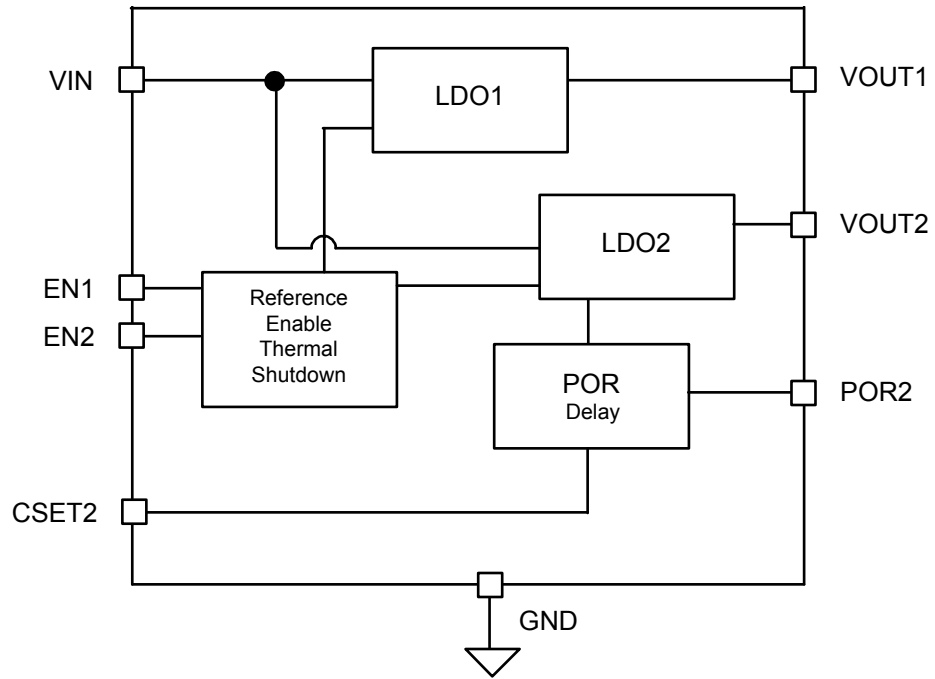 VIN
LDO1
VOUT1
LDO2
VOUT2
EN1
EN2
Reference
Enable
Thermal
Shutdown
POR
Delay
POR2
CSET2
GND